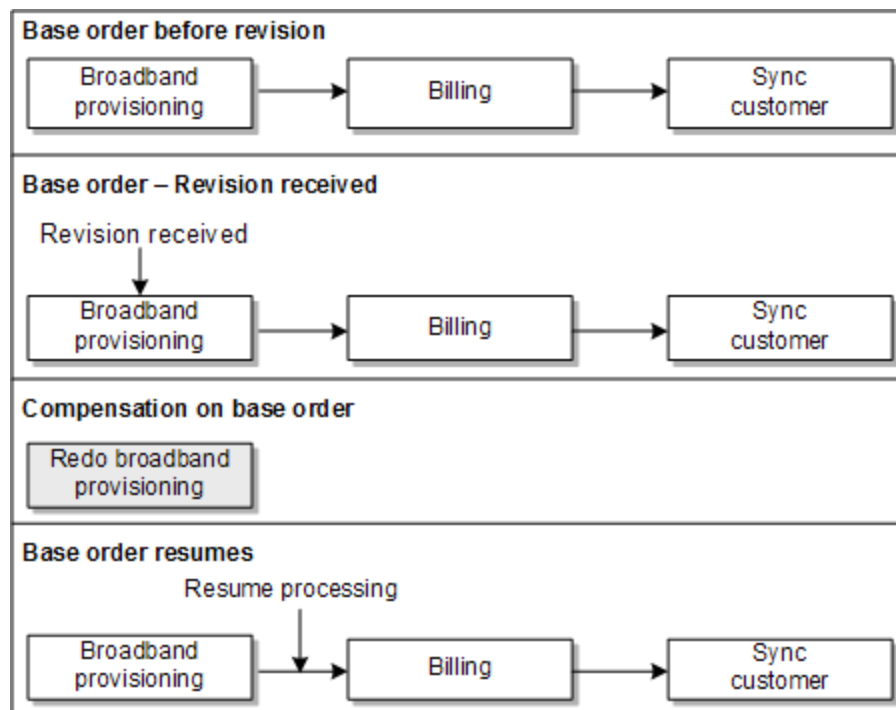 Base order before revision
Broadband
provisioning
Billing
Sync
customer
Base order – Revision received
Revision received
Broadband
provisioning
Billing
Sync
customer
Compensation on base order
Redo broadband
provisioning
Base order resumes
Resume processing
Broadband
provisioning
Billing
Sync
customer